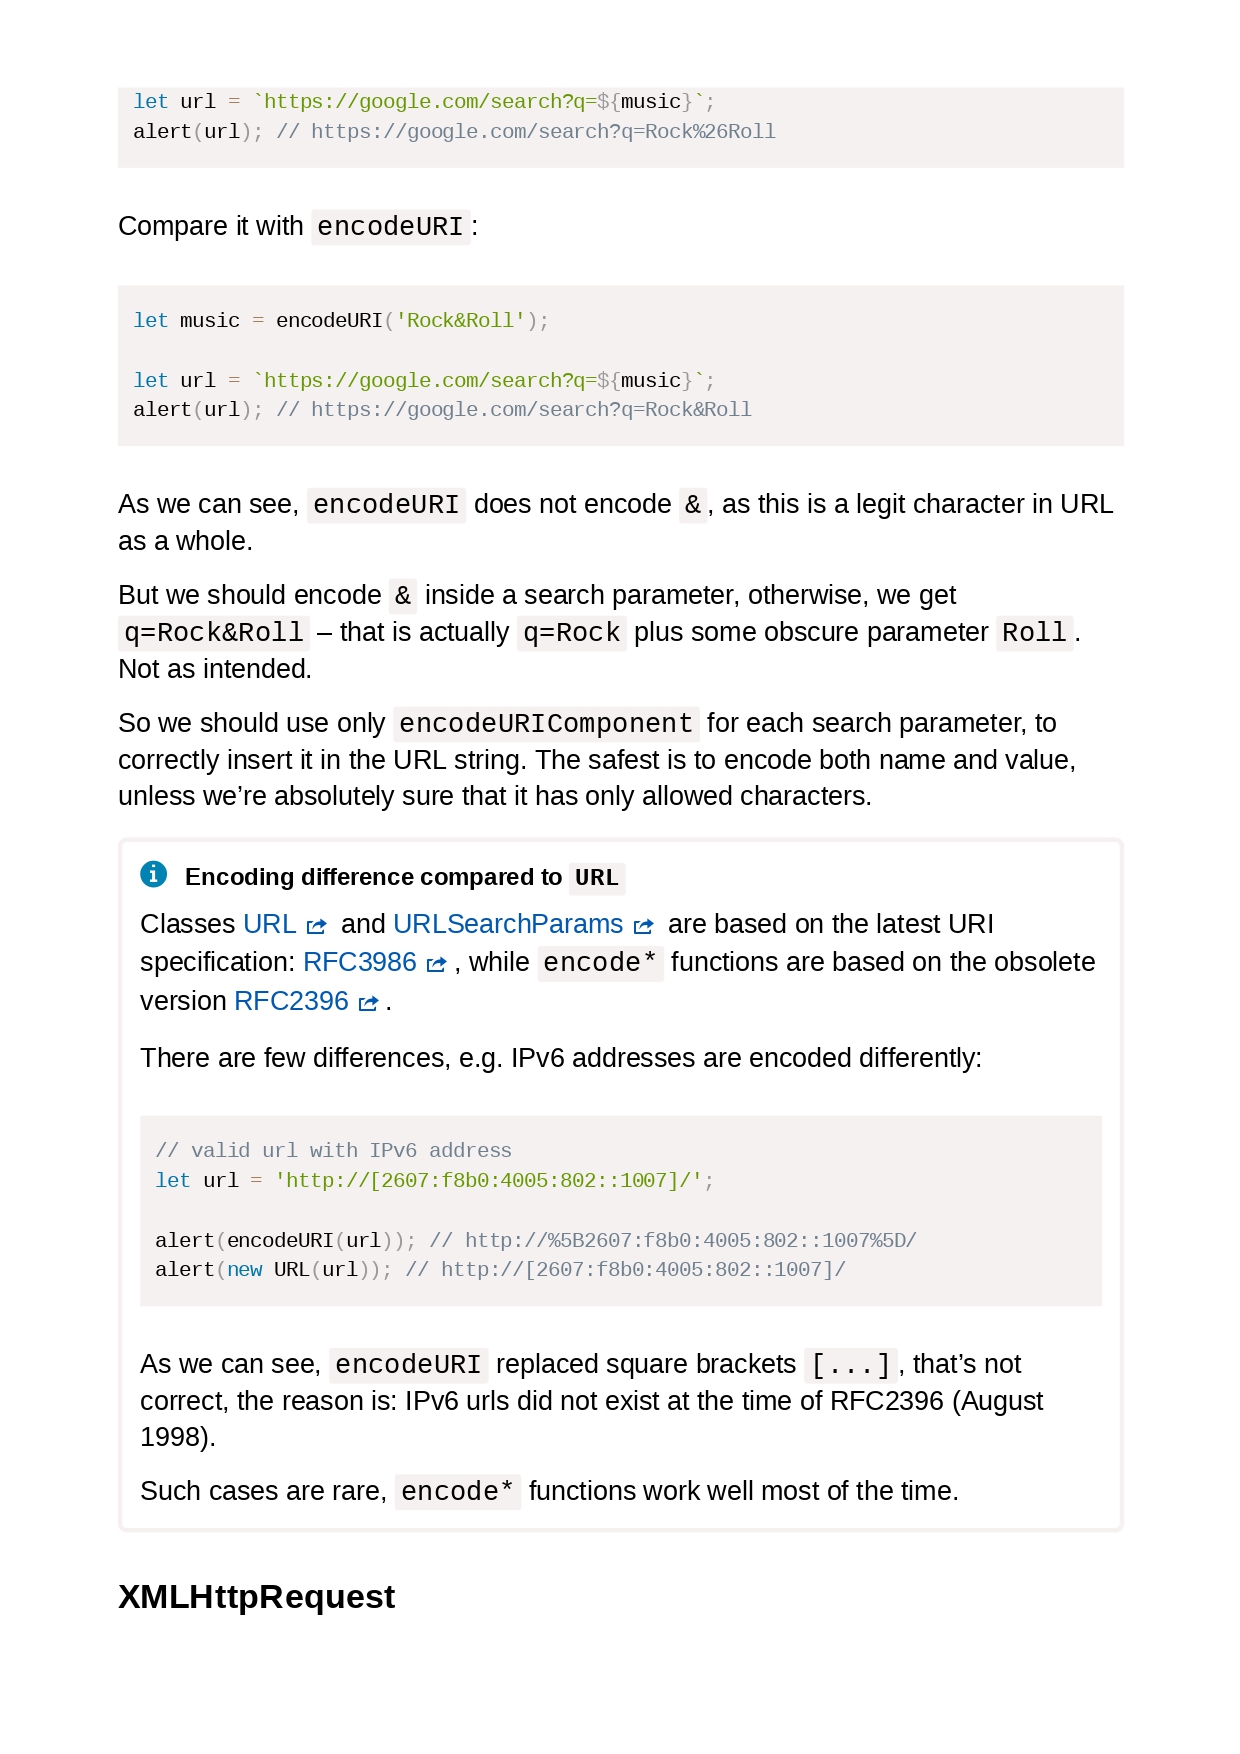 let url = `https://google.com/search?q=${music}`;
alert(url); // https://google.com/search?q=Rock%26Roll
Compare it with encodeURI:
let music = encodeURI('Rock&Roll');
let url = `https://google.com/search?q=${music}`;
alert(url); // https://google.com/search?q=Rock&Roll
As we can see, encodeURI does not encode &, as this is a legit character in URL
as a whole.
But we should encode & inside a search parameter, otherwise, we get
q=Rock&Roll – that is actually q=Rock plus some obscure parameter Roll.
Not as intended.
So we should use only encodeURIComponent for each search parameter, to
correctly insert it in the URL string. The safest is to encode both name and value,
unless we’re absolutely sure that it has only allowed characters.
Encoding difference compared to URL
Classes URL and URLSearchParams are based on the latest URI
specification: RFC3986 , while encode* functions are based on the obsolete
version RFC2396 .
There are few differences, e.g. IPv6 addresses are encoded differently:
// valid url with IPv6 address
let url = 'http://[2607:f8b0:4005:802::1007]/';
alert(encodeURI(url)); // http://%5B2607:f8b0:4005:802::1007%5D/
alert(new URL(url)); // http://[2607:f8b0:4005:802::1007]/
As we can see, encodeURI replaced square brackets [...], that’s not
correct, the reason is: IPv6 urls did not exist at the time of RFC2396 (August
1998).
Such cases are rare, encode* functions work well most of the time.
XMLHttpRequest